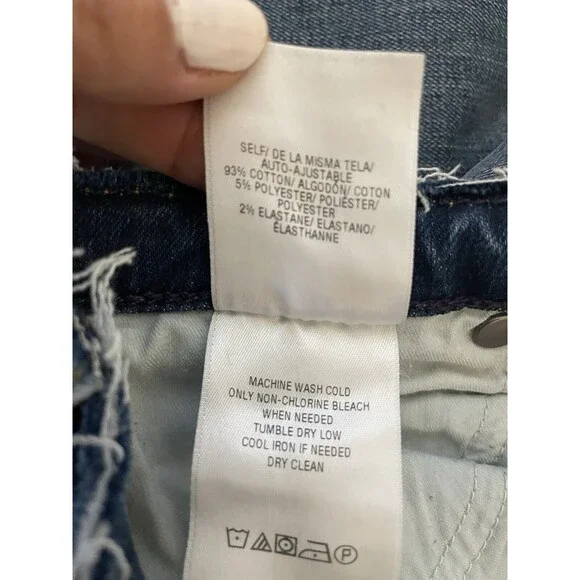 SELF/ DE LA MISMA TELA/
AUTO-AJUSTABLE
93% COTTON/ ALGODÓN/ COTON
5% POLYESTER/ POLIÉSTER/
POLYESTER
2% ELASTANE/ ELASTANO/
ÉLASTHANNE
MACHINE WASH COLD
ONLY NON-CHLORINE BLEACH
WHEN NEEDED
TUMBLE DRY LOW
COOL IRON IF NEEDED
DRY CLEAN
P